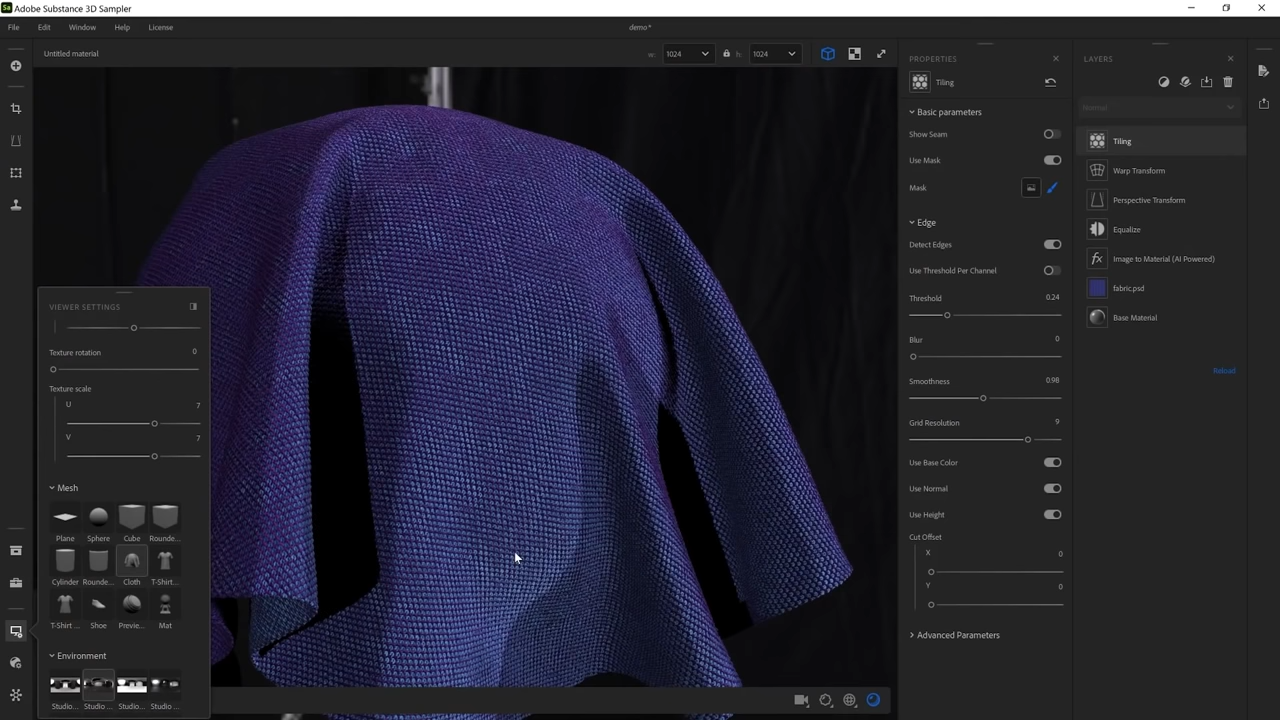 Sa Adobe Substance 3D Sampler
File Edit Window Help License
demo*
Untitled material
w: 1024 h: 1024
VIEWER SETTINGS
Texture rotation 0
Texture scale
U 7
V 7
Mesh
Plane Sphere Cube Rounde...
Cylinder Rounde... Cloth T-Shirt...
T-Shirt ... Shoe Previe... Mat
Environment
Studio... Studio ... Studio... Studio ...
PROPERTIES
Tiling
Basic parameters
Show Seam
Use Mask
Mask
Edge
Detect Edges
Use Threshold Per Channel
Threshold 0.24
Blur 0
Smoothness 0.98
Grid Resolution 9
Use Base Color
Use Normal
Use Height
Cut Offset
X 0
Y 0
Advanced Parameters
LAYERS
Normal
Tiling
Warp Transform
Perspective Transform
Equalize
fx Image to Material (AI Powered)
fabric.psd
Base Material
Reload